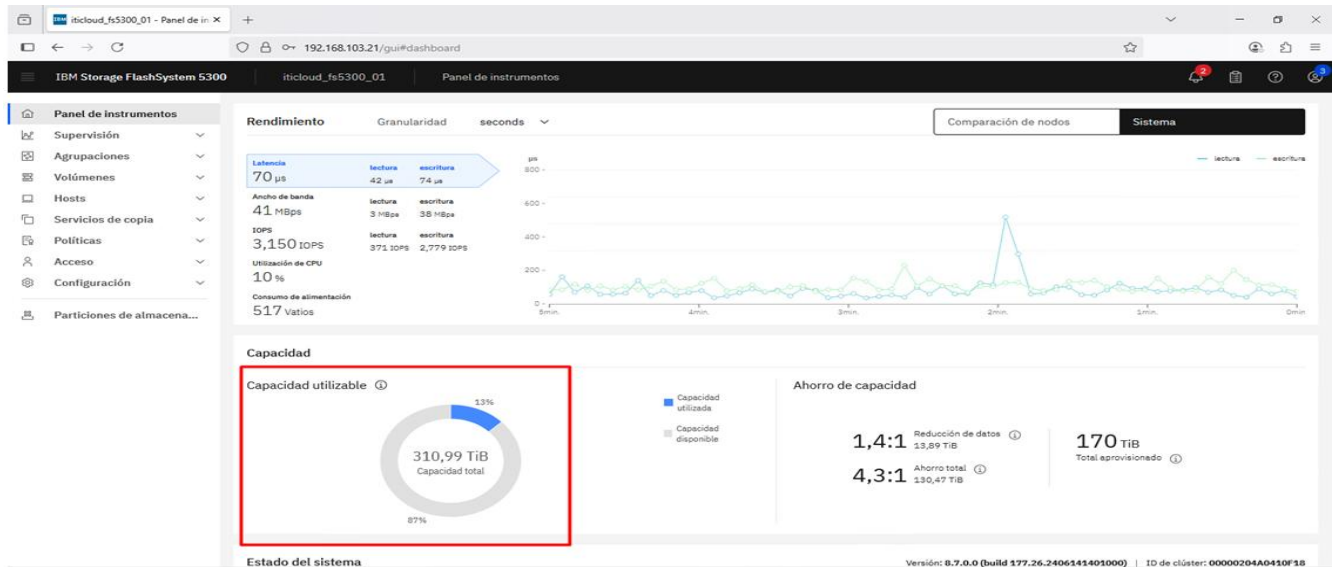 iticloud_fs5300_01 - Panel de in
192.168.103.21/gui#dashboard
IBM Storage FlashSystem 5300 iticloud_fs5300_01 Panel de instrumentos 2 3
Panel de instrumentos
Supervisión
Agrupaciones
Volúmenes
Hosts
Servicios de copia
Políticas
Acceso
Configuración
Particiones de almacena...
Rendimiento Granularidad seconds Comparación de nodos Sistema
Latencia lectura escritura
70 µs 42 µs 74 µs
Ancho de banda lectura escritura
41 MBps 3 MBps 38 MBps
IOPS lectura escritura
3,150 IOPS 371 IOPS 2,779 IOPS
Utilización de CPU
10 %
Consumo de alimentación
517 Vatios
µs lectura escritura
800
600
400
200
0
5min. 4min. 3min. 2min. 1min. 0min
Capacidad
Capacidad utilizable
13%
310,99 TiB
Capacidad total
87%
Capacidad
utilizada
Capacidad
disponible
Ahorro de capacidad
1,4:1 Reducción de datos
13,89 TiB
4,3:1 Ahorro total
130,47 TiB
170 TiB
Total aprovisionado
Estado del sistema Versión: 8.7.0.0 (build 177.26.2406141401000) | ID de clúster: 00000204A0410F18